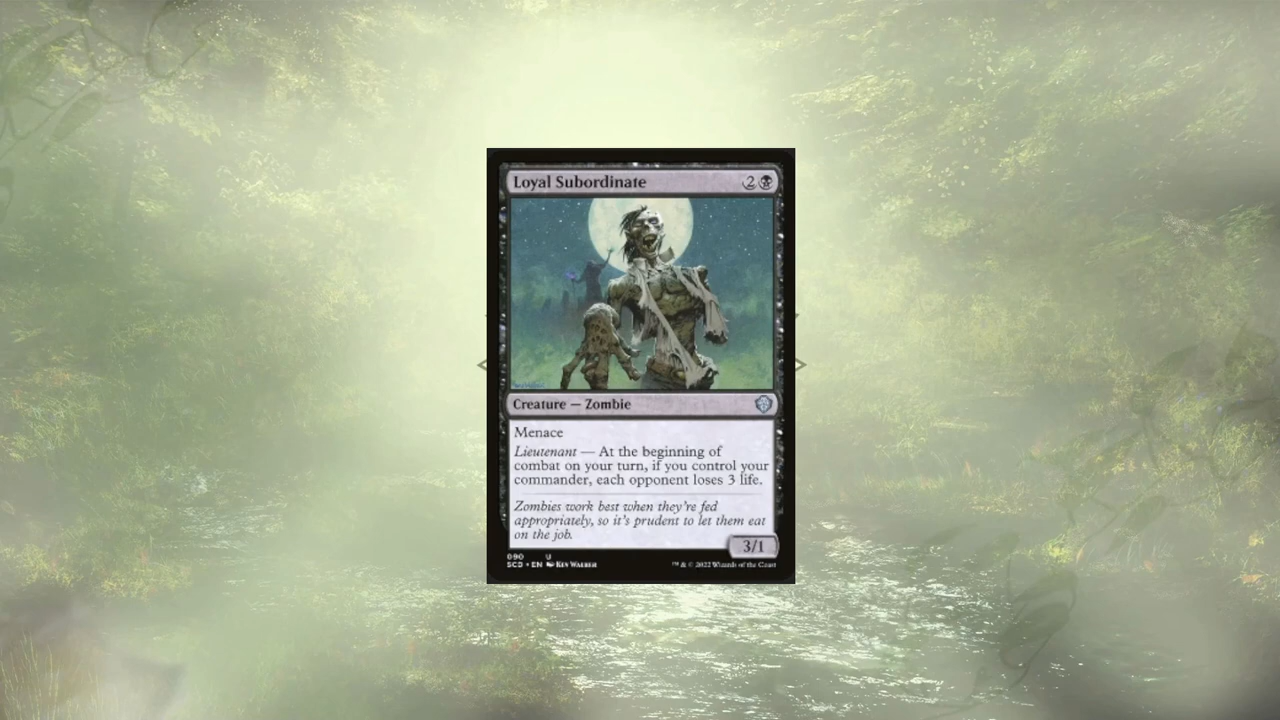 Loyal Subordinate
2
Creature — Zombie
Menace
Lieutenant — At the beginning of
combat on your turn, if you control your
commander, each opponent loses 3 life.
Zombies work best when they're fed
appropriately, so it's prudent to let them eat
on the job.
3/1
090 U
SCD • EN Kev Walker
™ & © 2022 Wizards of the Coast